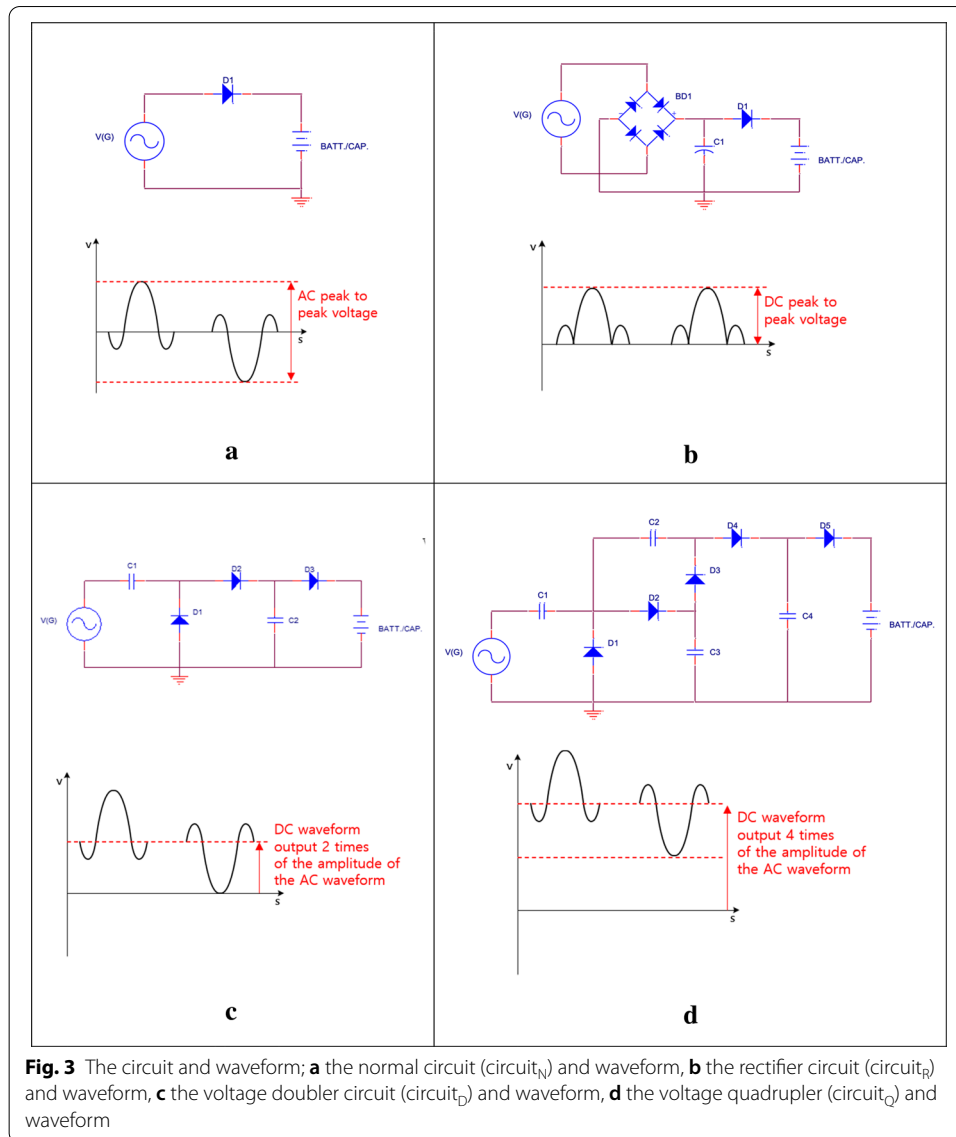 D1
V(G)
BATT./CAP.
V
AC peak to
peak voltage
S
a
BD1
V(G)
D1
C1
BATT./CAP.
V
DC peak to
peak voltage
S
b
C1
D2
D3
V(G)
D1
C2
BATT./CAP.
V
DC waveform
output 2 times
of the amplitude of
the AC waveform
S
c
C2
D4
D5
D3
C1
D2
V(G)
D1
C3
C4
BATT./CAP.
V
DC waveform
output 4 times
of the amplitude of
the AC waveform
S
d
Fig. 3 The circuit and waveform; a the normal circuit (circuitN) and waveform, b the rectifier circuit (circuitR)
and waveform, c the voltage doubler circuit (circuitD) and waveform, d the voltage quadrupler (circuitQ) and
waveform